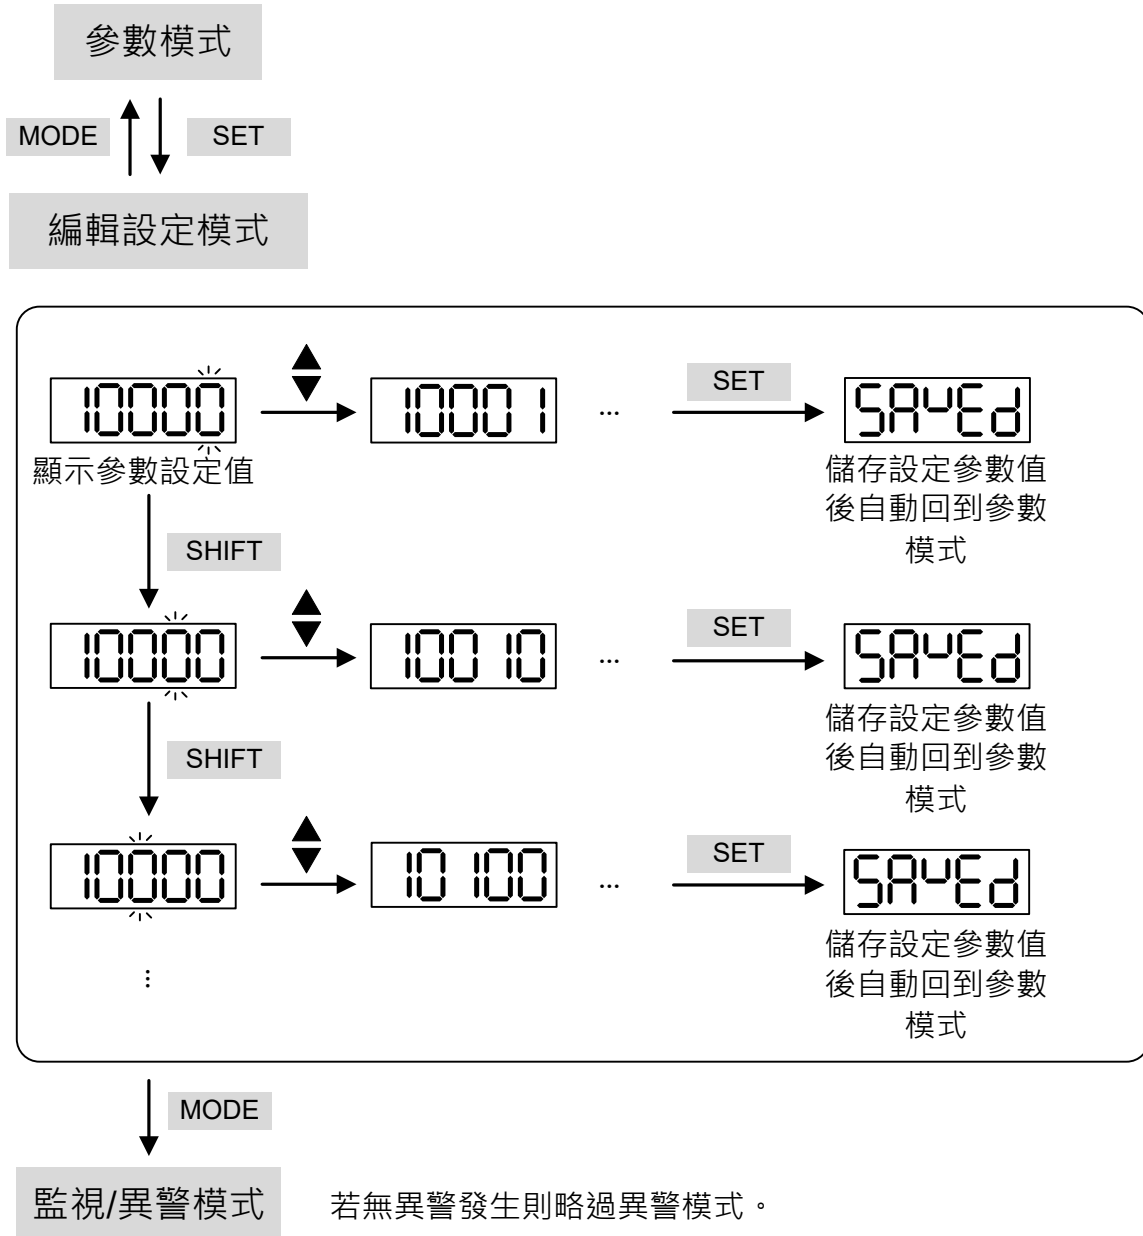 參數模式
MODE
SET
編輯設定模式
10000
10001
...
SET
SAvEd
顯示參數設定值
儲存設定參數值
後自動回到參數
模式
SHIFT
10000
10010
...
SET
SAvEd
儲存設定參數值
後自動回到參數
模式
SHIFT
10000
10100
...
SET
SAvEd
儲存設定參數值
後自動回到參數
模式
⋮
MODE
監視/異警模式
若無異警發生則略過異警模式。